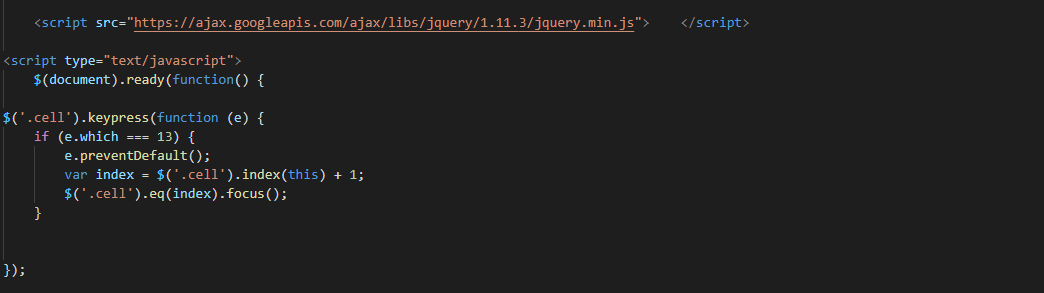 <script src="https://ajax.googleapis.com/ajax/libs/jquery/1.11.3/jquery.min.js">    </script>
<script type="text/javascript">
    $(document).ready(function() {
$('.cell').keypress(function (e) {
    if (e.which === 13) {
        e.preventDefault();
        var index = $('.cell').index(this) + 1;
        $('.cell').eq(index).focus();
    }
});